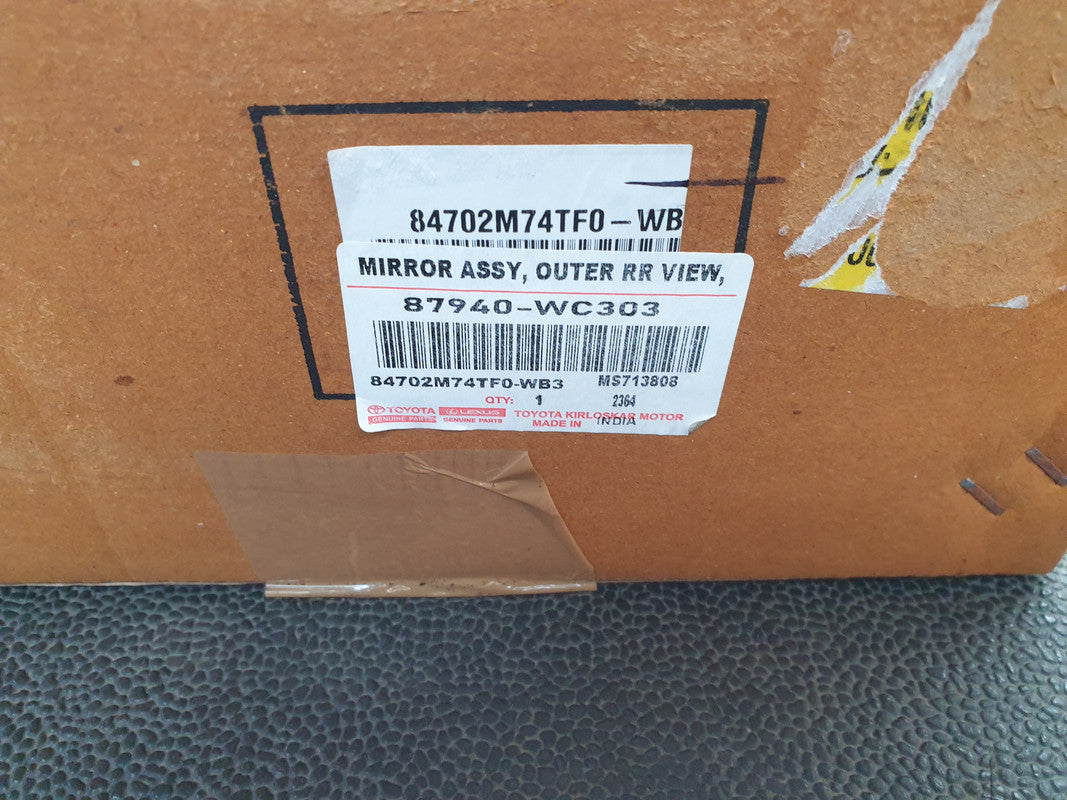 84702M74TF0-WB
MIRROR ASSY, OUTER RR VIEW,
87940-WC303
84702M74TF0-WB3 MS713808
QTY: 1 2364
TOYOTA LEXUS TOYOTA KIRLOSKAR MOTOR
GENUINE PARTS GENUINE PARTS MADE IN INDIA